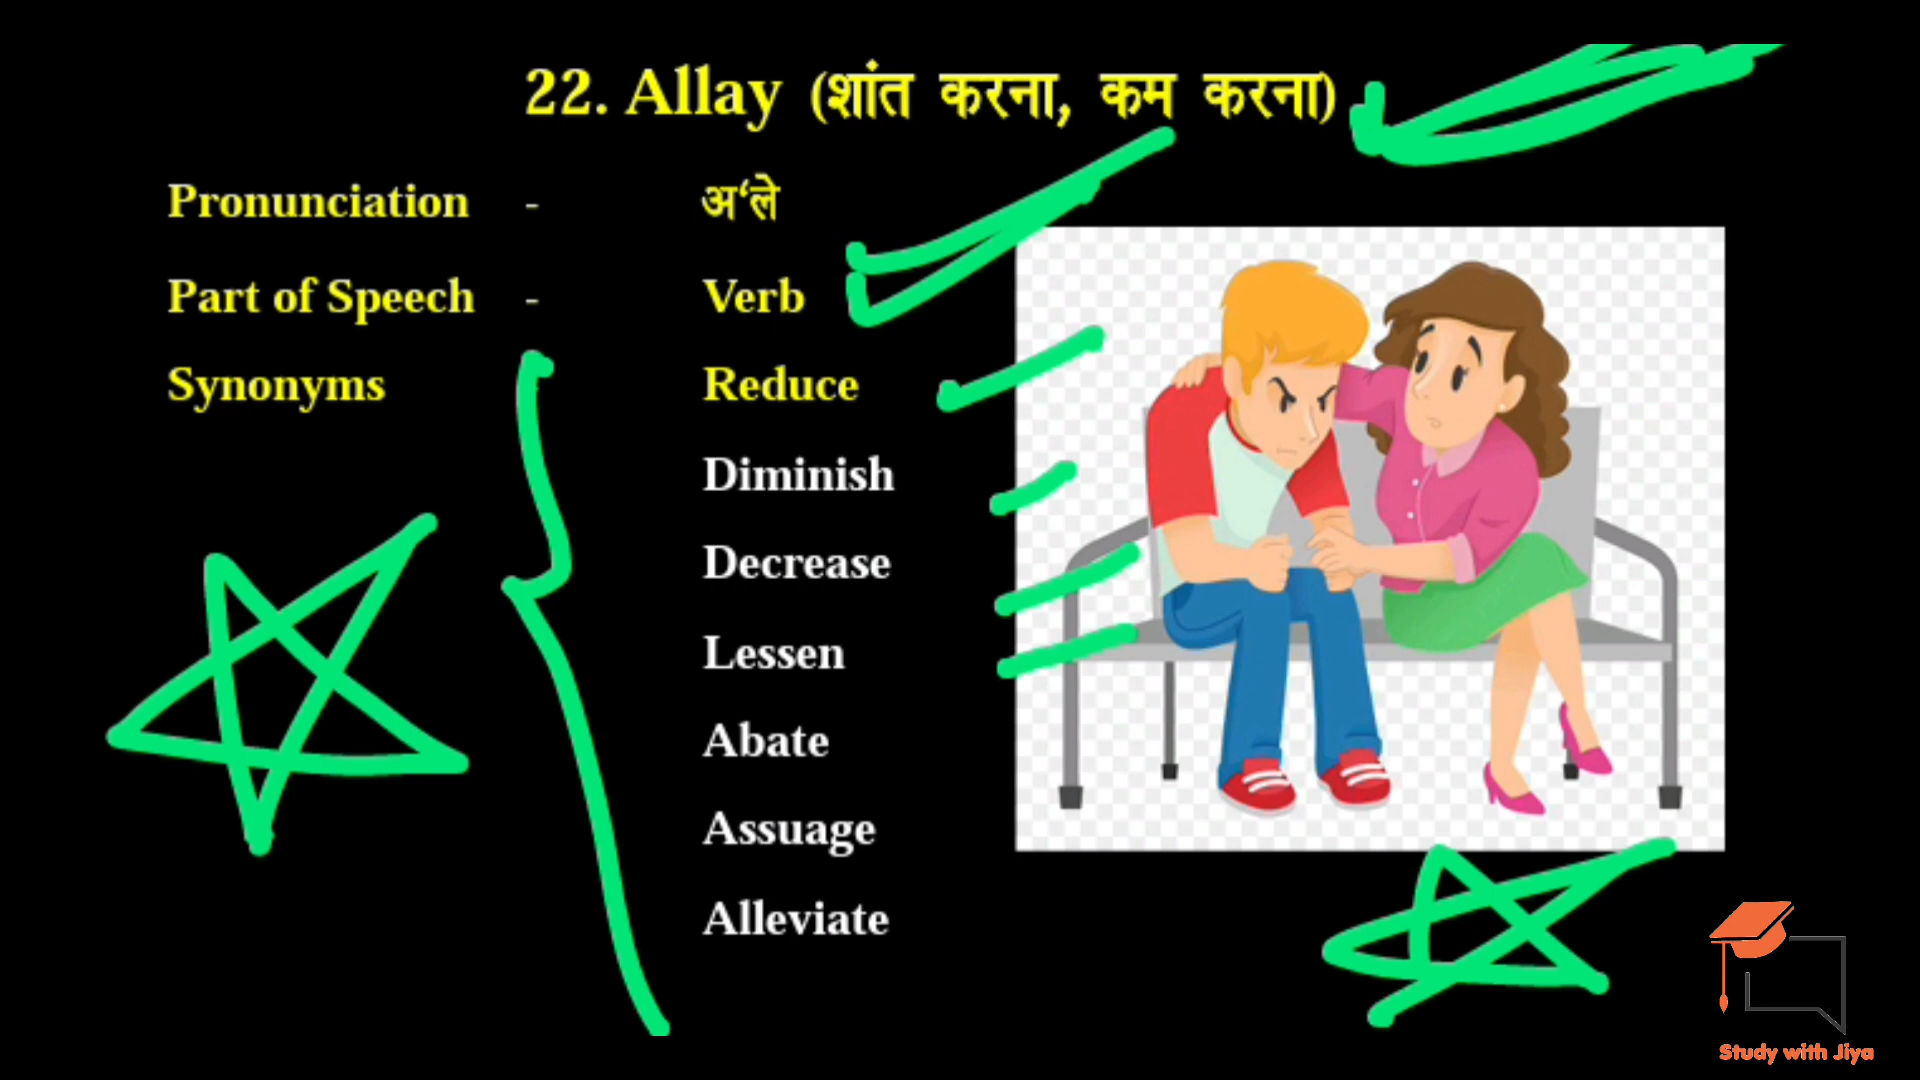 22. Allay (शांत करना, कम करना)
Pronunciation - अ‘ले
Part of Speech - Verb
Synonyms Reduce
Diminish
Decrease
Lessen
Abate
Assuage
Alleviate
Study with Jiya